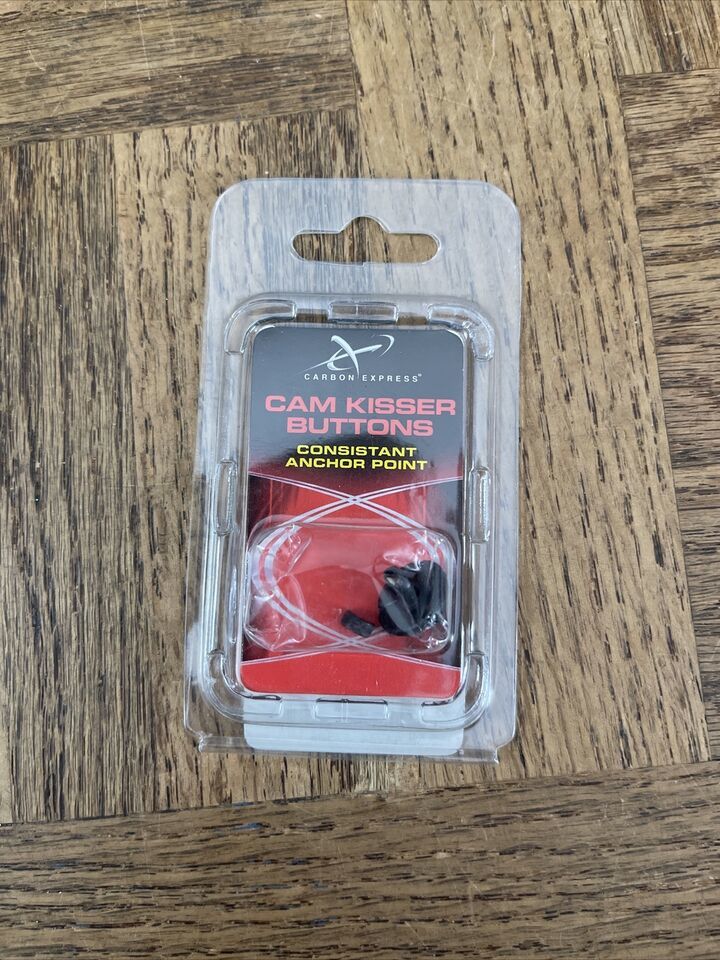 CARBON EXPRESS®
CAM KISSER
BUTTONS
CONSISTANT
ANCHOR POINT